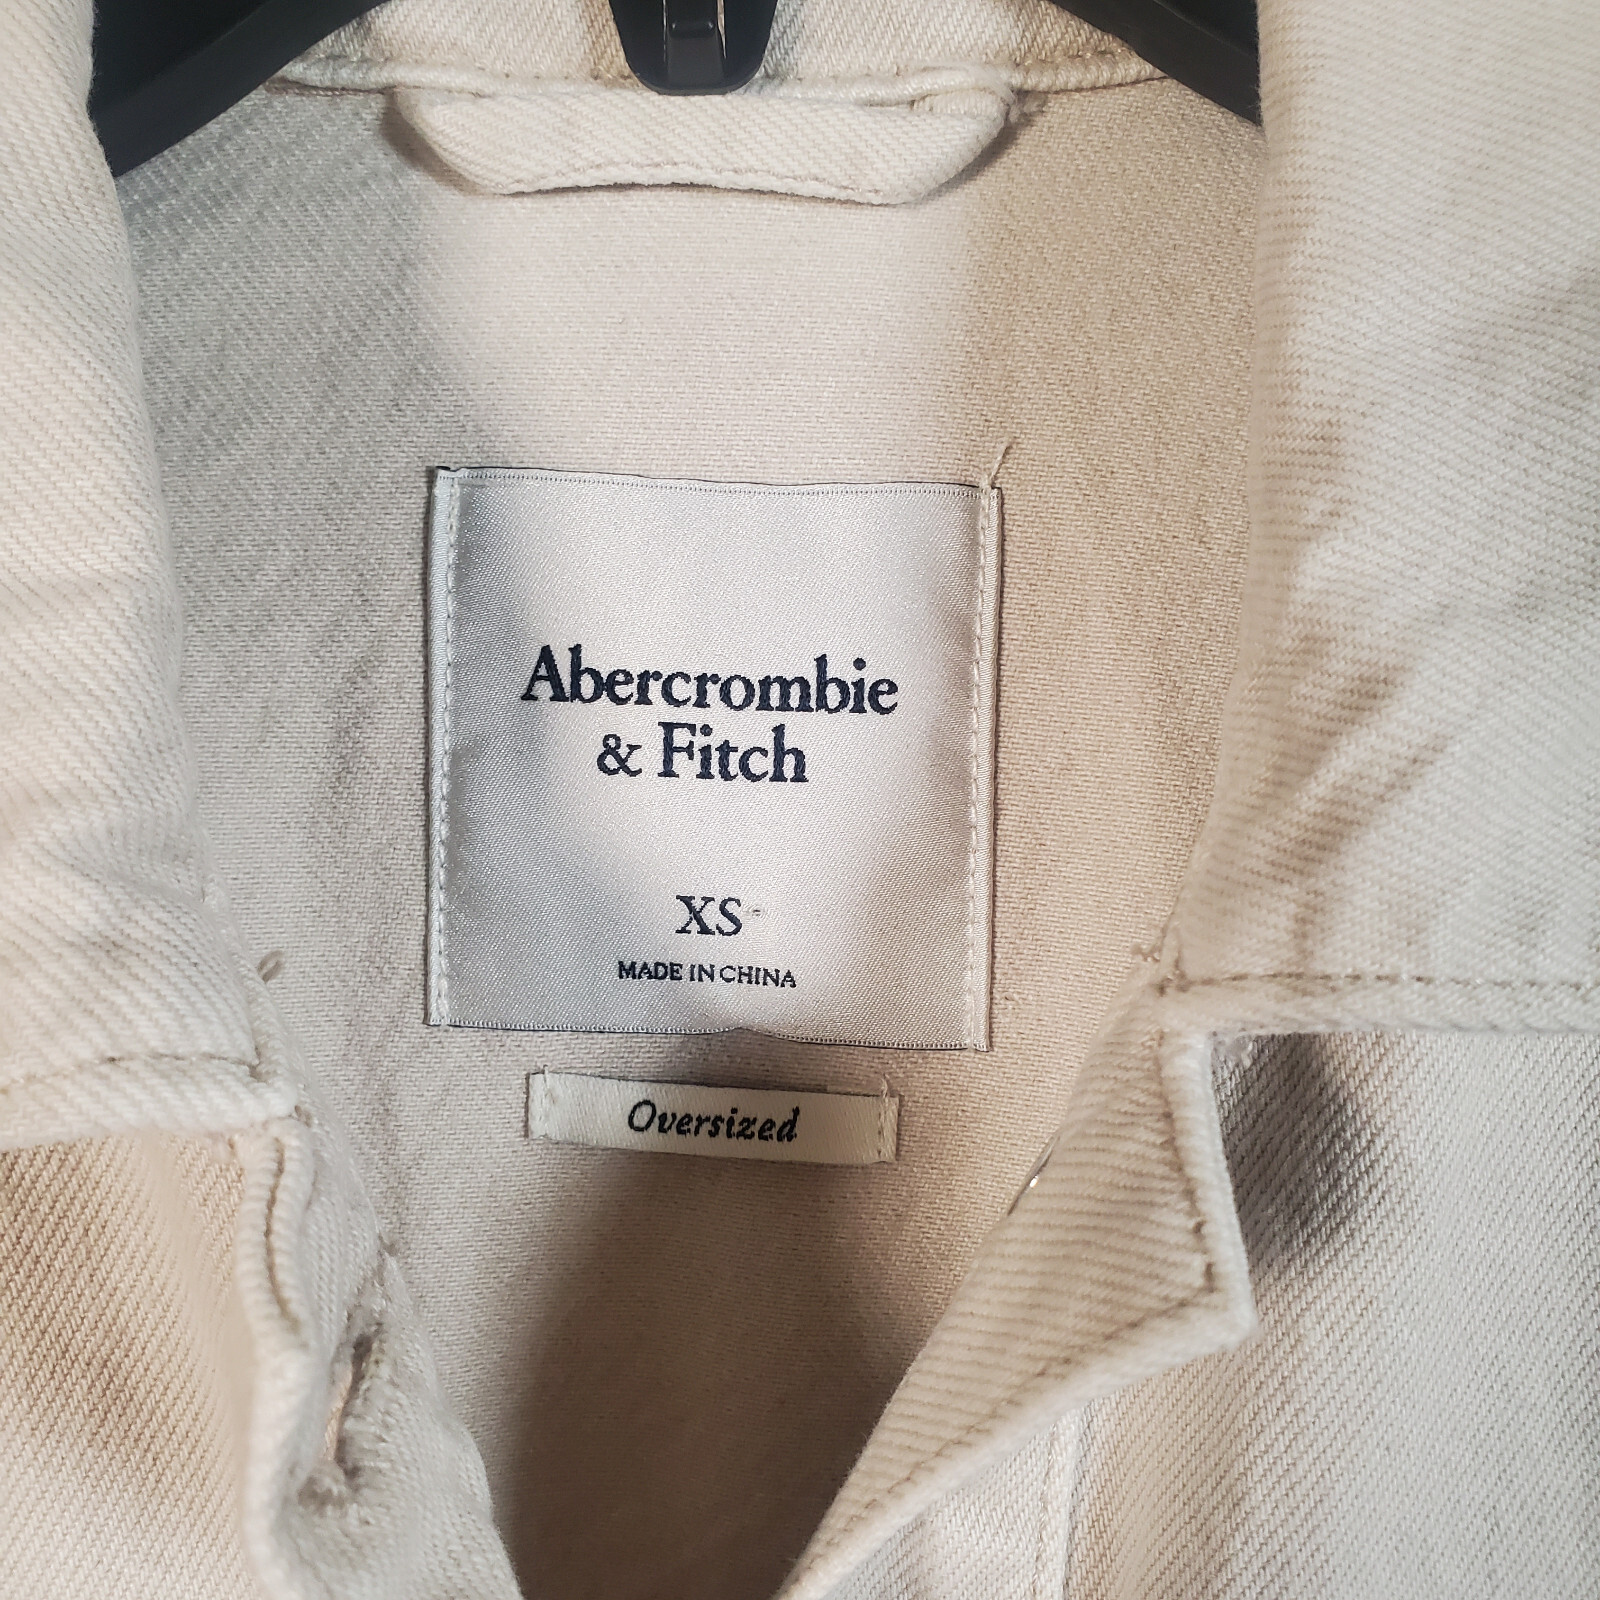 Abercrombie
& Fitch
XS
MADE IN CHINA
Oversized